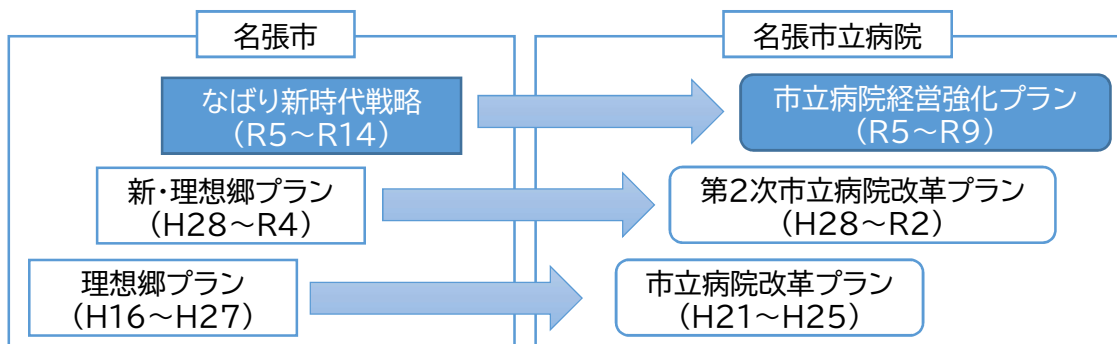 名張市
名張市立病院
なばり新時代戦略
（R5～R14）
市立病院経営強化プラン
（R5～R9）
新・理想郷プラン
（H28～R4）
第2次市立病院改革プラン
（H28～R2）
理想郷プラン
（H16～H27）
市立病院改革プラン
（H21～H25）